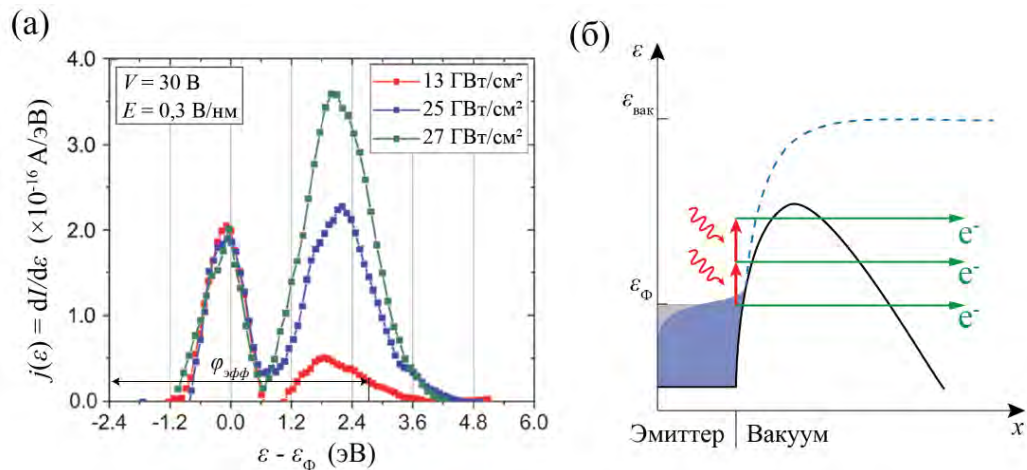 (а)
j(ε) = dI/dε (×10⁻¹⁶ А/эВ)
4.0
3.0
2.0
1.0
0.0
V = 30 В
E = 0,3 В/нм
13 ГВт/см²
25 ГВт/см²
27 ГВт/см²
φэфф
-2.4 -1.2 0.0 1.2 2.4 3.6 4.8 6.0
ε - εФ (эВ)
(б)
ε
εвак
εФ
e⁻
e⁻
e⁻
Эмиттер Вакуум x